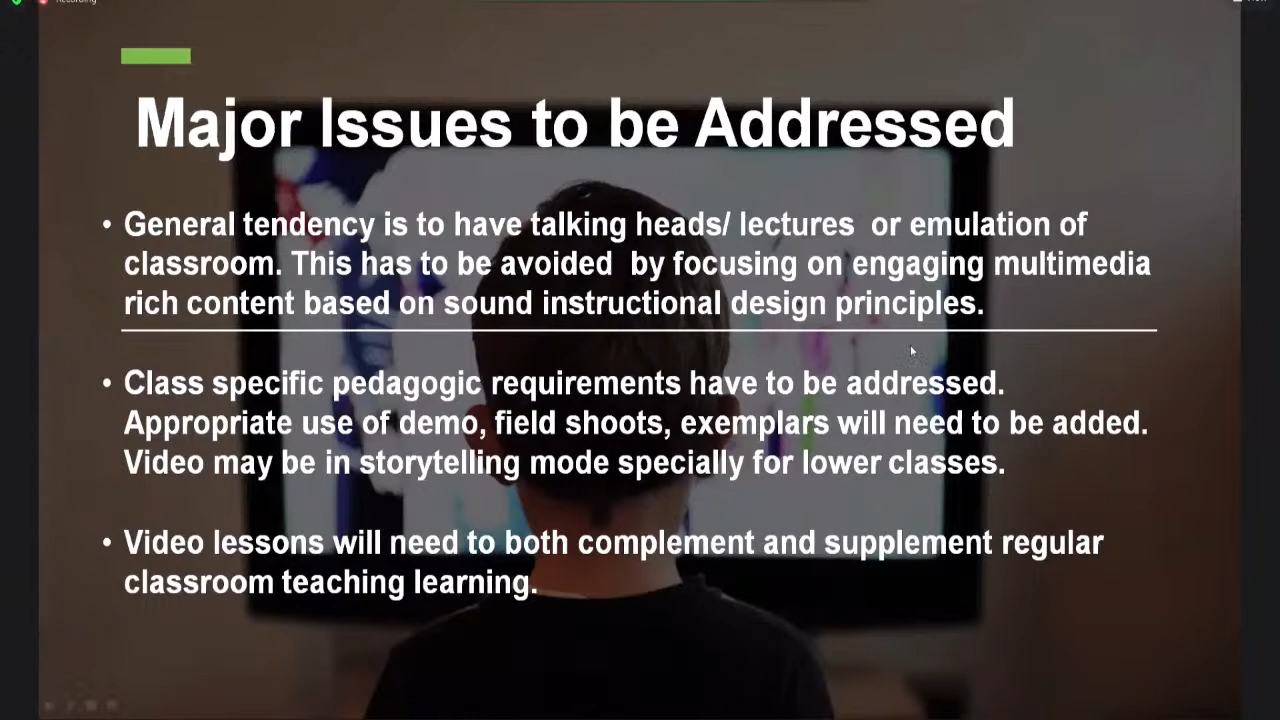 Recording
Major Issues to be Addressed
• General tendency is to have talking heads/ lectures or emulation of
classroom. This has to be avoided by focusing on engaging multimedia
rich content based on sound instructional design principles.
• Class specific pedagogic requirements have to be addressed.
Appropriate use of demo, field shoots, exemplars will need to be added.
Video may be in storytelling mode specially for lower classes.
• Video lessons will need to both complement and supplement regular
classroom teaching learning.